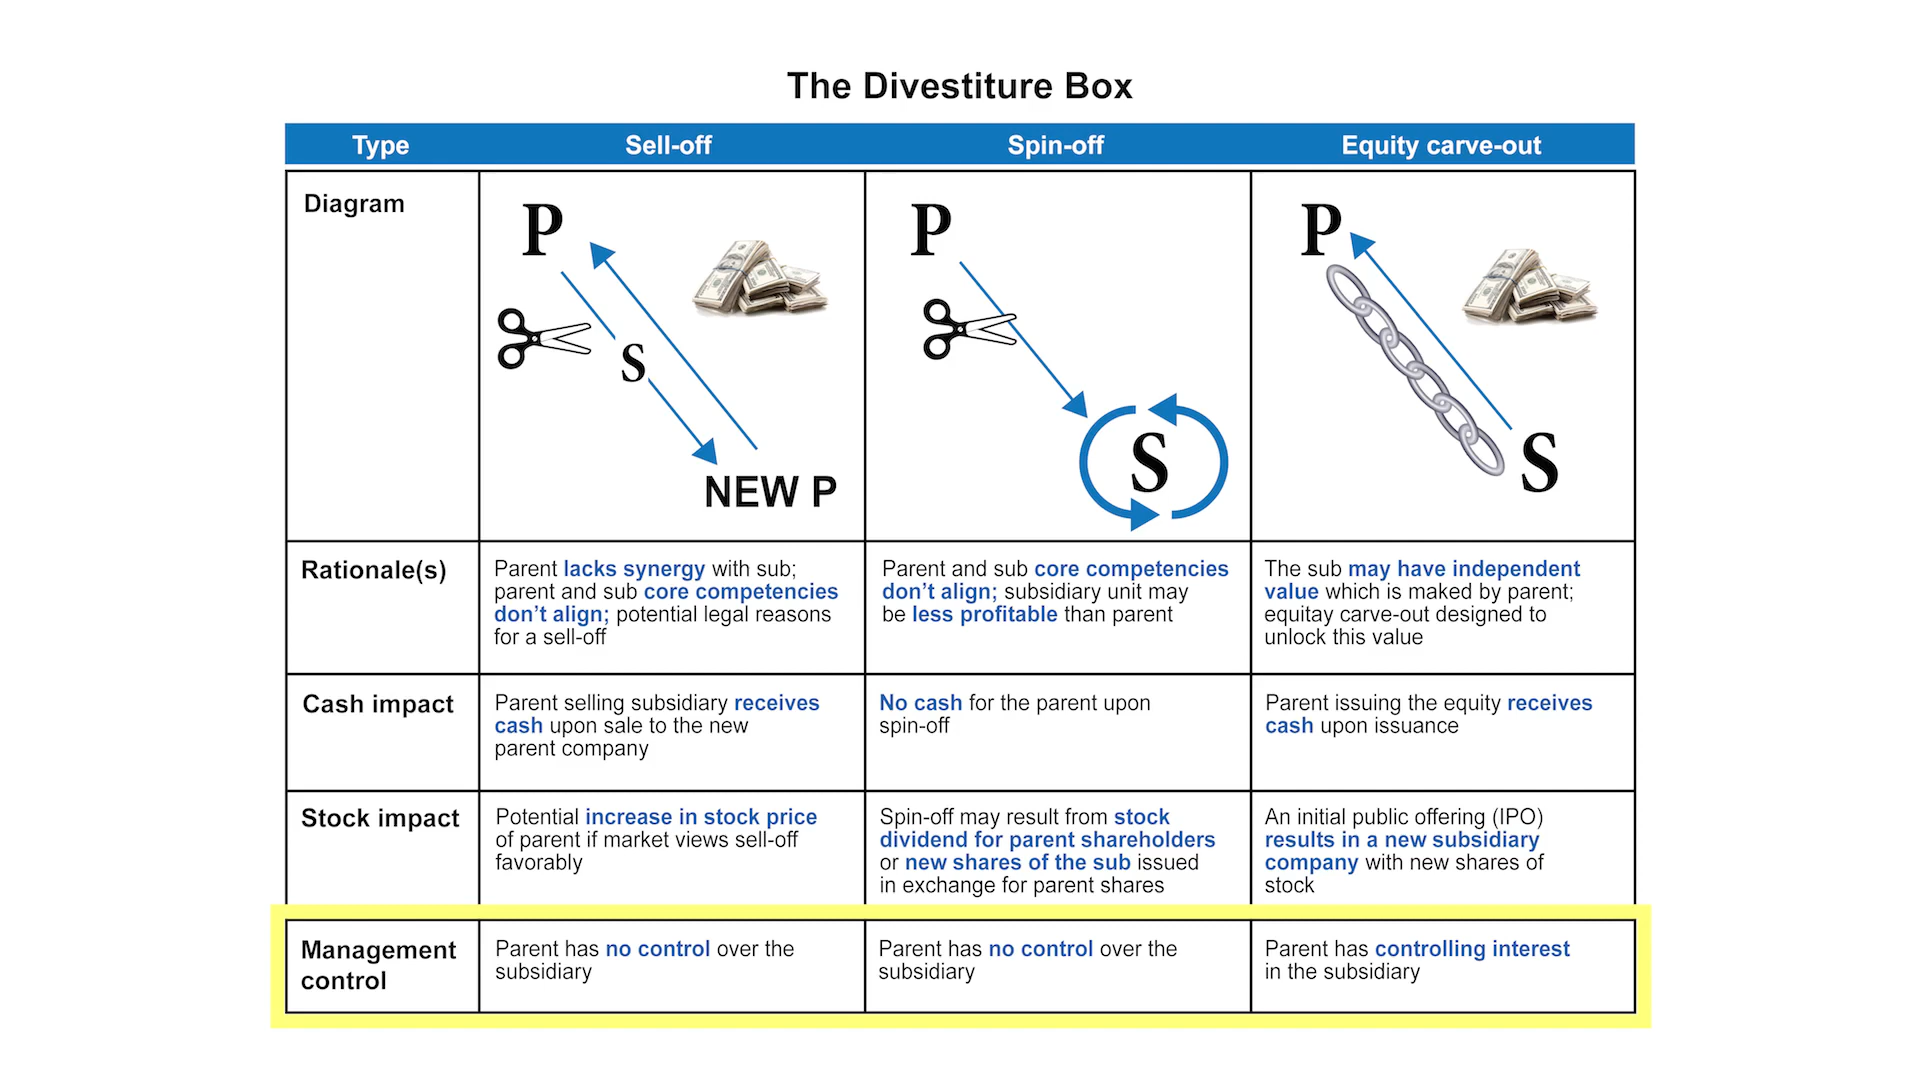 The Divestiture Box
Type
Sell-off
Spin-off
Equity carve-out
Diagram
P
S
NEW P
P
S
P
S
Rationale(s)
Parent lacks synergy with sub;
parent and sub core competencies
don’t align; potential legal reasons
for a sell-off
Parent and sub core competencies
don’t align; subsidiary unit may
be less profitable than parent
The sub may have independent
value which is maked by parent;
equitay carve-out designed to
unlock this value
Cash impact
Parent selling subsidiary receives
cash upon sale to the new
parent company
No cash for the parent upon
spin-off
Parent issuing the equity receives
cash upon issuance
Stock impact
Potential increase in stock price
of parent if market views sell-off
favorably
Spin-off may result from stock
dividend for parent shareholders
or new shares of the sub issued
in exchange for parent shares
An initial public offering (IPO)
results in a new subsidiary
company with new shares of
stock
Management
control
Parent has no control over the
subsidiary
Parent has no control over the
subsidiary
Parent has controlling interest
in the subsidiary